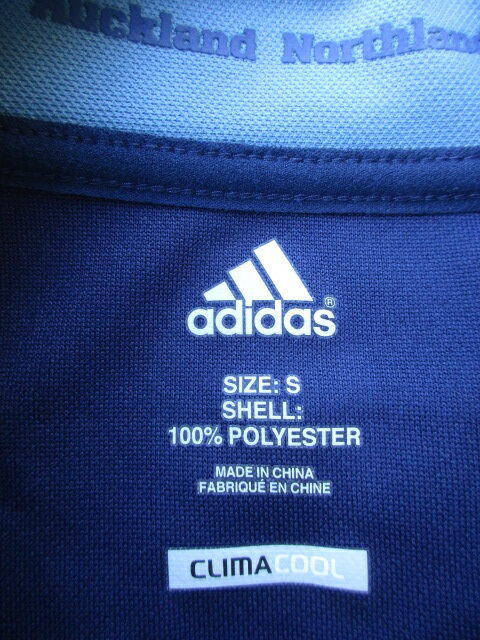 Auckland Northland
adidas®
SIZE: S
SHELL:
100% POLYESTER
MADE IN CHINA
FABRIQUÉ EN CHINE
CLIMACOOL